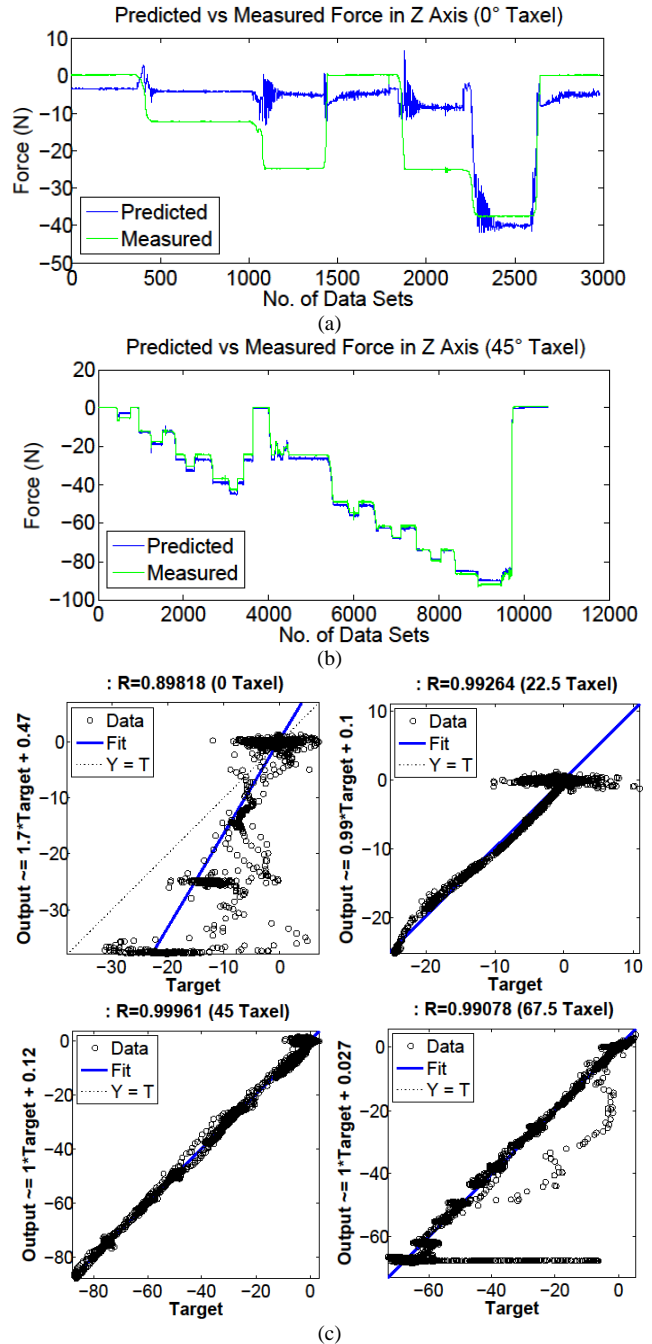 Predicted vs Measured Force in Z Axis (0° Taxel)
10
0
−10
−20
−30
−40
−50
Force (N)
Predicted
Measured
0 500 1000 1500 2000 2500 3000
No. of Data Sets
(a)
Predicted vs Measured Force in Z Axis (45° Taxel)
20
0
−20
−40
−60
−80
−100
Force (N)
Predicted
Measured
0 2000 4000 6000 8000 10000 12000
No. of Data Sets
(b)
: R=0.89818 (0 Taxel)
Output ~= 1.7*Target + 0.47
0
−10
−20
−30
Data
Fit
Y = T
−30 −20 −10 0
Target
: R=0.99264 (22.5 Taxel)
Output ~= 0.99*Target + 0.1
10
0
−10
−20
Data
Fit
Y = T
−20 −10 0 10
Target
: R=0.99961 (45 Taxel)
Output ~= 1*Target + 0.12
0
−20
−40
−60
−80
Data
Fit
Y = T
−80 −60 −40 −20 0
Target
: R=0.99078 (67.5 Taxel)
Output ~= 1*Target + 0.027
0
−20
−40
−60
Data
Fit
Y = T
−60 −40 −20 0
Target
(c)